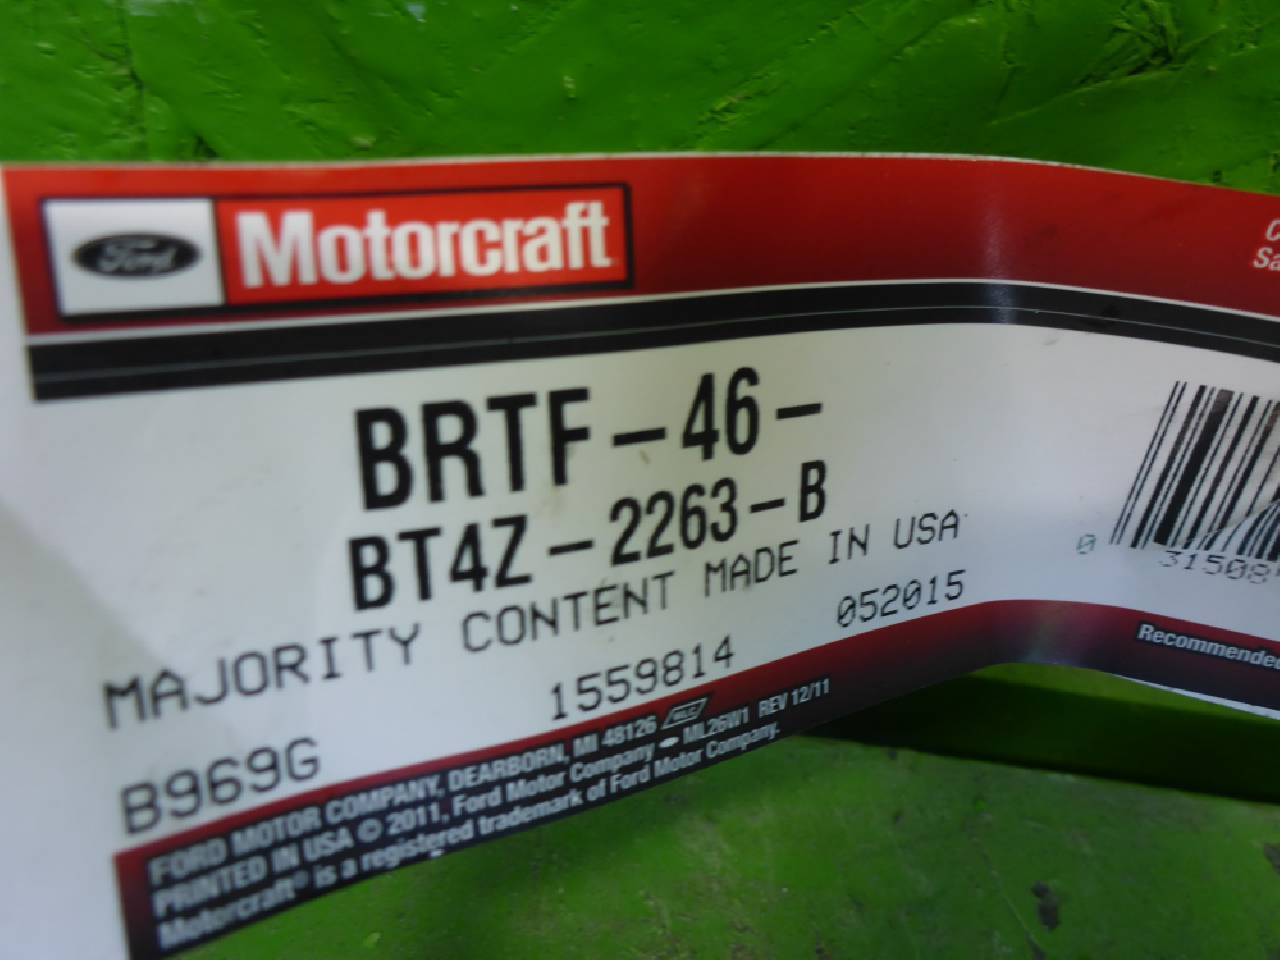 Ford Motorcraft
BRTF-46-
BT4Z-2263-B
MAJORITY CONTENT MADE IN USA
1559814 052015
B969G
0 31508
FORD MOTOR COMPANY, DEARBORN, MI 48126
PRINTED IN USA © 2011, Ford Motor Company - ML26W1 REV 12/11
Motorcraft® is a registered trademark of Ford Motor Company.
Recommended